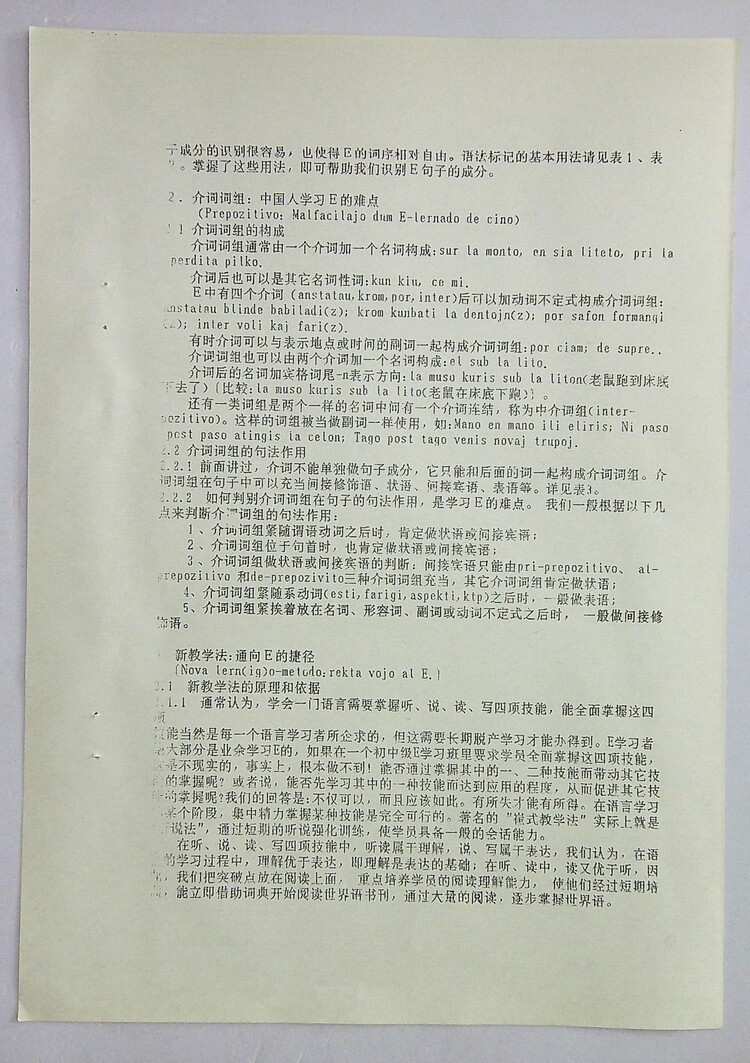 子成分的识别很容易，也使得E的词序相对自由。语法标记的基本用法请见表1、表
。掌握了这些用法，即可帮助我们识别E句子的成分。
2．介词词组：中国人学习E的难点
(Prepozitivo: Malfacilajo dum E-lernado de cino)
1 介词词组的构成
介词词组通常由一个介词加一个名词构成:sur la monto, en sia liteto, pri la
perdita pilko.
介词后也可以是其它名词性词:kun kiu, ce mi.
E中有四个介词 (anstatau,krom,por,inter)后可以加动词不定式构成介词词组:
anstatau blinde babiladi(z); krom kunbati la dentojn(z); por safon formanqi
(z); inter voli kaj fari(z).
有时介词可以与表示地点或时间的副词一起构成介词词组:por ciam; de supre..
介词词组也可以由两个介词加一个名词构成:el sub la lito.
介词后的名词加宾格词尾-n表示方向:la muso kuris sub la liton(老鼠跑到床底
下去了) (比较:la muso kuris sub la lito(老鼠在床底下跑)) 。
还有一类词组是两个一样的名词中间有一个介词连结，称为中介词组(inter-
pozitivo)。这样的词组被当做副词一样使用，如:Mano en mano ili eliris; Ni paso
post paso atingis la celon; Tago post tago venis novaj trupoj.
2.2 介词词组的句法作用
2.2.1 前面讲过，介词不能单独做句子成分，它只能和后面的词一起构成介词词组。介
词词组在句子中可以充当间接修饰语、状语、间接宾语、表语等。详见表3。
2.2.2 如何判别介词词组在句子的句法作用，是学习E的难点。 我们一般根据以下几
点来判断介词词组的句法作用：
1、介词词组紧随谓语动词之后时，肯定做状语或间接宾语；
2、介词词组位于句首时，也肯定做状语或间接宾语；
3、介词词组做状语或间接宾语的判断：间接宾语只能由pri-prepozitivo、 al-
prepozitivo 和de-prepozivito三种介词词组充当，其它介词词组肯定做状语；
4、介词词组紧随系动词(esti,farigi,aspekti,ktp)之后时，一般做表语；
5、介词词组紧挨着放在名词、形容词、副词或动词不定式之后时， 一般做间接修
饰语。
新教学法:通向E的捷径
(Nova lern(ig)o-metodo:rekta vojo al E.)
.1 新教学法的原理和依据
.1.1 通常认为，学会一门语言需要掌握听、说、读、写四项技能，能全面掌握这四
项
技能当然是每一个语言学习者所企求的，但这需要长期脱产学习才能办得到。E学习者
大部分是业余学习E的，如果在一个初中级E学习班里要求学员全面掌握这四项技能，
是不现实的，事实上，根本做不到！能否通过掌握其中的一、二种技能而带动其它技
的掌握呢？或者说，能否先学习其中的一种技能而达到应用的程度，从而促进其它技
的掌握呢?我们的回答是:不仅可以，而且应该如此。有所失才能有所得。在语言学习
某个阶段，集中精力掌握某种技能是完全可行的。著名的 "崔式教学法" 实际上就是
说法"，通过短期的听说强化训练，使学员具备一般的会话能力。
在听、说、读、写四项技能中，听读属于理解，说、写属于表达，我们认为，在语
的学习过程中，理解优于表达，即理解是表达的基础；在听、读中，读又优于听，因
，我们把突破点放在阅读上面， 重点培养学员的阅读理解能力， 使他们经过短期培
，能立即借助词典开始阅读世界语书刊，通过大量的阅读，逐步掌握世界语。